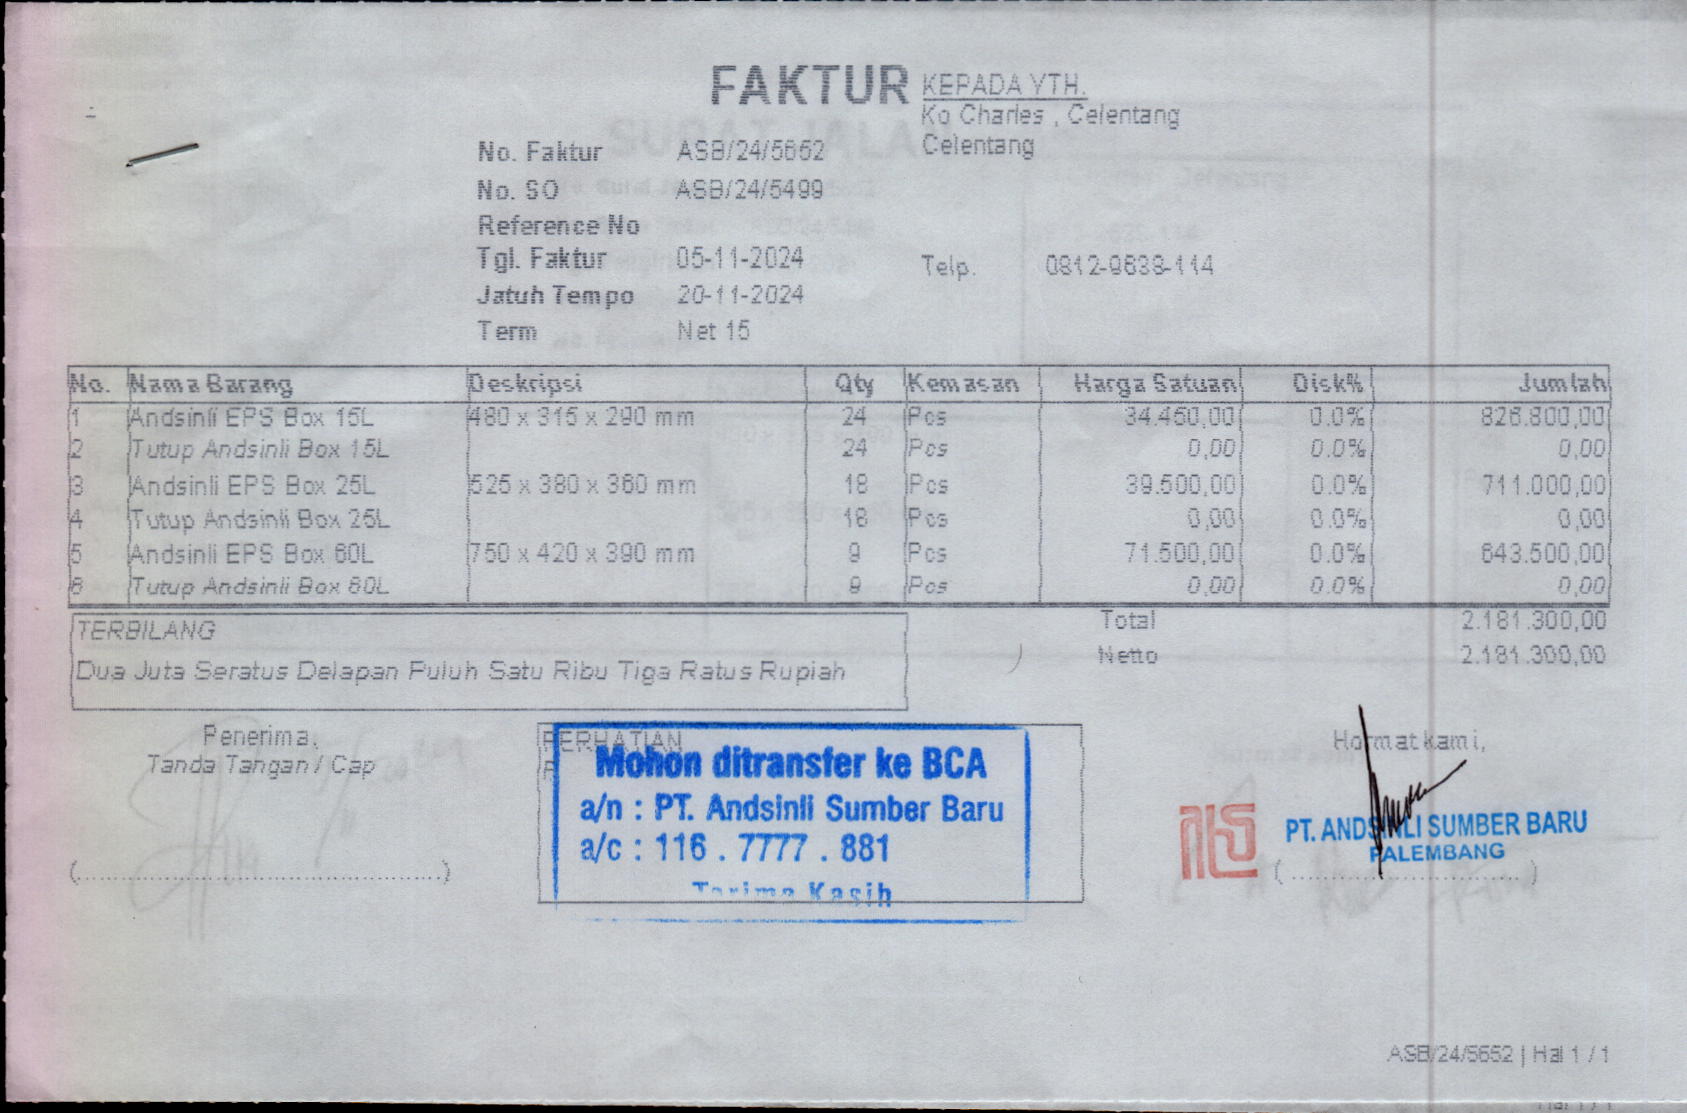 FAKTUR
KEPADA YTH.
Ko Charles , Celentang
Celentang
No. Faktur ASB/24/5652
No. SO ASB/24/5499
Reference No
Tgl. Faktur 05-11-2024
Telp. 0812-9638-114
Jatuh Tempo 20-11-2024
Term Net 15
No. Nama Barang Deskripsi Qty Kemasan Harga Satuan Disk% Jumlah
1 Andsinli EPS Box 15L 480 x 315 x 290 mm 24 Pcs 34.450,00 0.0% 826.800,00
2 Tutup Andsinli Box 15L 24 Pcs 0,00 0.0% 0,00
3 Andsinli EPS Box 25L 525 x 380 x 360 mm 18 Pcs 39.500,00 0.0% 711.000,00
4 Tutup Andsinli Box 25L 18 Pcs 0,00 0.0% 0,00
5 Andsinli EPS Box 60L 750 x 420 x 390 mm 9 Pcs 71.500,00 0.0% 643.500,00
6 Tutup Andsinli Box 60L 9 Pcs 0,00 0.0% 0,00
Total 2.181.300,00
Netto 2.181.300,00
TERBILANG
Dua Juta Seratus Delapan Puluh Satu Ribu Tiga Ratus Rupiah
Penerima,
Tanda Tangan / Cap
(..........................................)
PERHATIAN
Mohon ditransfer ke BCA
a/n : PT. Andsinli Sumber Baru
a/c : 116 . 7777 . 881
Terima Kasih
Hormat kami,
PT. ANDSINLI SUMBER BARU
PALEMBANG
(..............................)
ASB/24/5652 | Hal 1 / 1